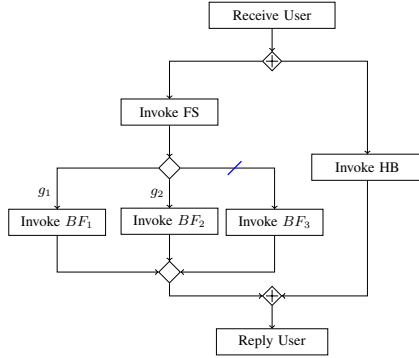 Receive User
Invoke FS
Invoke HB
g₁
g₂
Invoke BF₁
Invoke BF₂
Invoke BF₃
Reply User